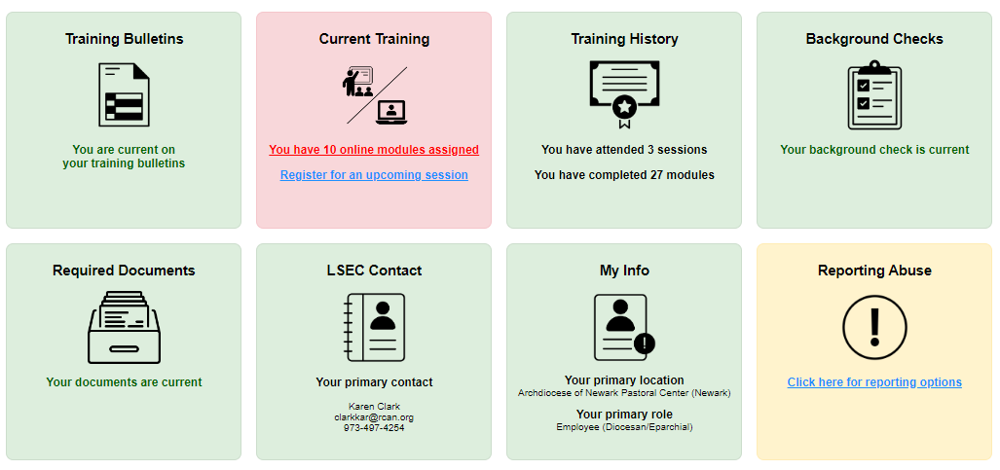 Training Bulletins
You are current on
your training bulletins
Current Training
You have 10 online modules assigned
Register for an upcoming session
Training History
You have attended 3 sessions
You have completed 27 modules
Background Checks
Your background check is current
Required Documents
Your documents are current
LSEC Contact
Your primary contact
Karen Clark
clarkkar@rcan.org
973-497-4254
My Info
Your primary location
Archdiocese of Newark Pastoral Center (Newark)
Your primary role
Employee (Diocesan/Eparchial)
Reporting Abuse
Click here for reporting options